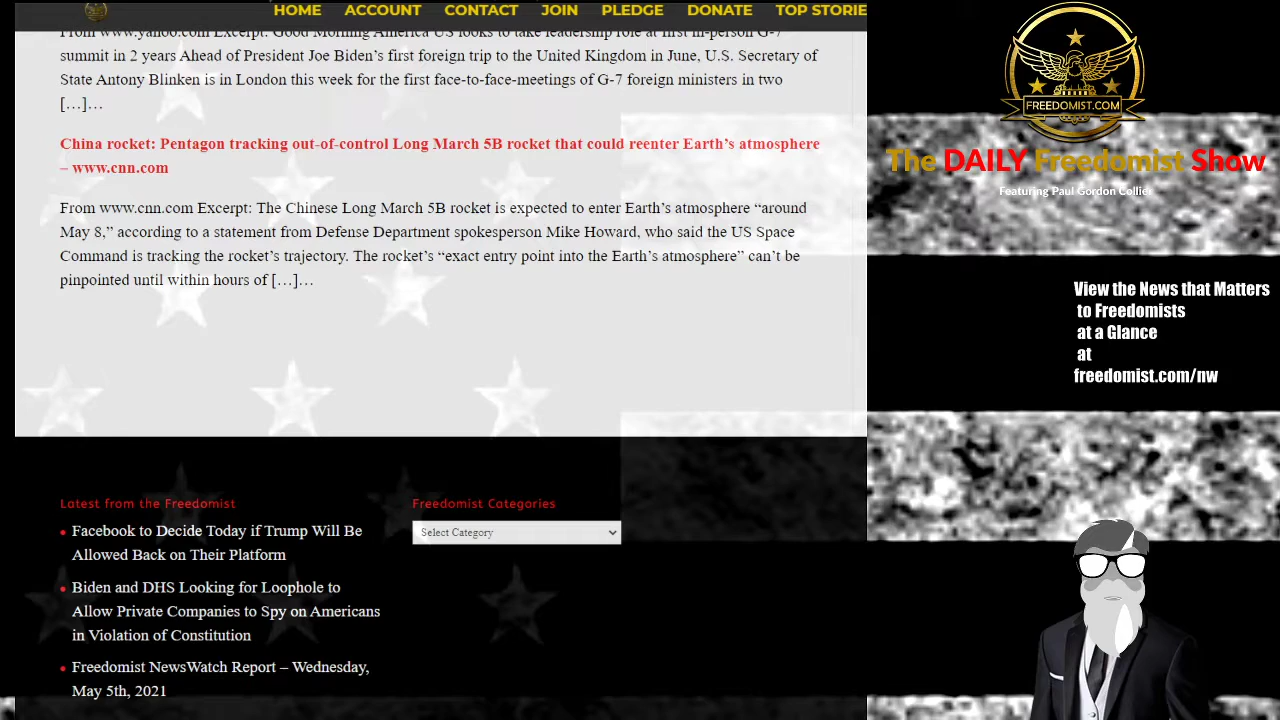 HOME ACCOUNT CONTACT JOIN PLEDGE DONATE TOP STORIE
From www.yahoo.com Excerpt: Good Morning America US looks to take leadership role at first in-person G-7
summit in 2 years Ahead of President Joe Biden’s first foreign trip to the United Kingdom in June, U.S. Secretary of
State Antony Blinken is in London this week for the first face-to-face-meetings of G-7 foreign ministers in two
[…]…
China rocket: Pentagon tracking out-of-control Long March 5B rocket that could reenter Earth’s atmosphere
– www.cnn.com
From www.cnn.com Excerpt: The Chinese Long March 5B rocket is expected to enter Earth’s atmosphere “around
May 8,” according to a statement from Defense Department spokesperson Mike Howard, who said the US Space
Command is tracking the rocket’s trajectory. The rocket’s “exact entry point into the Earth’s atmosphere” can’t be
pinpointed until within hours of […]…
Latest from the Freedomist
Facebook to Decide Today if Trump Will Be
Allowed Back on Their Platform
Biden and DHS Looking for Loophole to
Allow Private Companies to Spy on Americans
in Violation of Constitution
Freedomist NewsWatch Report – Wednesday,
May 5th, 2021
Freedomist Categories
Select Category
FREEDOMIST.COM
The DAILY Freedomist Show
Featuring Paul Gordon Collier
View the News that Matters
to Freedomists
at a Glance
at
freedomist.com/nw